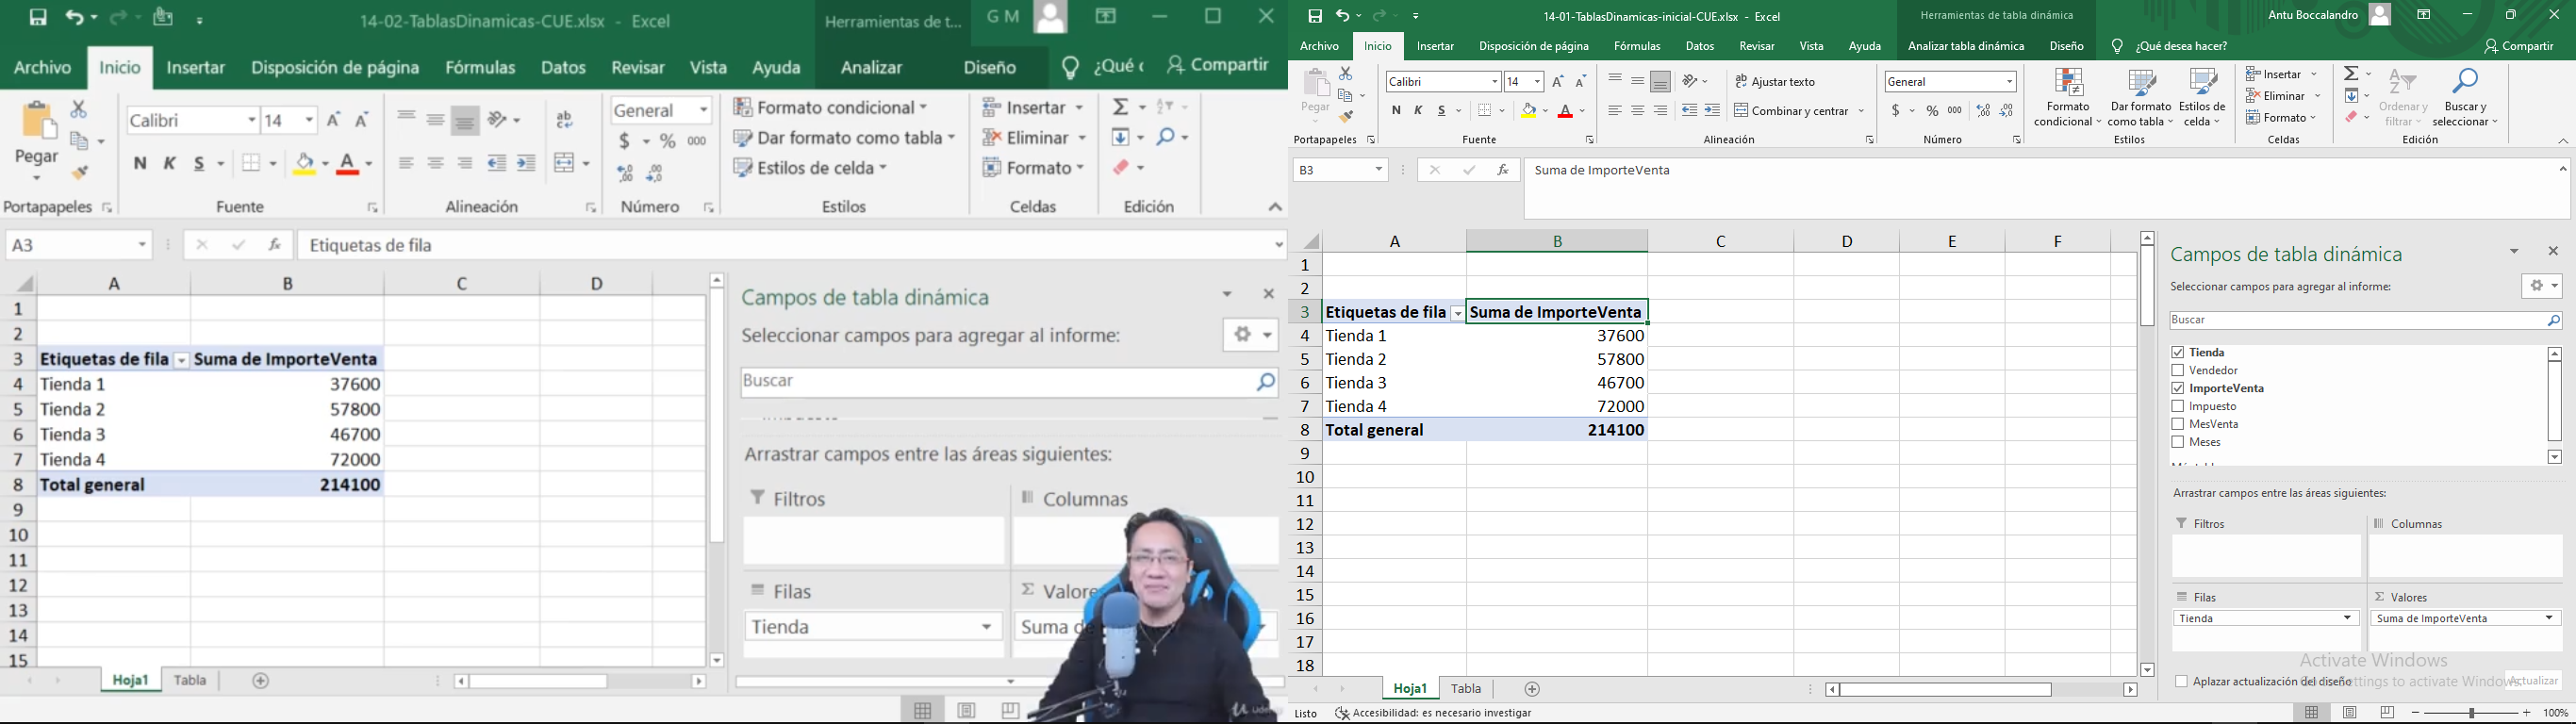 14-02-TablasDinamicas-CUE.xlsx - Excel
Herramientas de t...
G M
Archivo Inicio Insertar Disposición de página Fórmulas Datos Revisar Vista Ayuda Analizar Diseño ¿Qué Compartir
Pegar
Calibri 14
N K S
General
$ % 000
Formato condicional
Dar formato como tabla
Estilos de celda
Insertar
Eliminar
Formato
Portapapeles Fuente Alineación Número Estilos Celdas Edición
A3 fx Etiquetas de fila
A B C D
1
2
3 Etiquetas de fila Suma de ImporteVenta
4 Tienda 1 37600
5 Tienda 2 57800
6 Tienda 3 46700
7 Tienda 4 72000
8 Total general 214100
9
10
11
12
13
14
15
Hoja1 Tabla
Campos de tabla dinámica
Seleccionar campos para agregar al informe:
Buscar
Arrastrar campos entre las áreas siguientes:
Filtros Columnas
Filas Σ Valore
Tienda Suma de
14-01-TablasDinamicas-inicial-CUE.xlsx - Excel
Herramientas de tabla dinámica
Antu Boccalandro
Archivo Inicio Insertar Disposición de página Fórmulas Datos Revisar Vista Ayuda Analizar tabla dinámica Diseño ¿Qué desea hacer? Compartir
Pegar
Calibri 14
N K S
Ajustar texto
Combinar y centrar
General
$ % 000
Formato condicional
Dar formato como tabla
Estilos de celda
Insertar
Eliminar
Formato
Ordenar y filtrar
Buscar y seleccionar
Portapapeles Fuente Alineación Número Estilos Celdas Edición
B3 fx Suma de ImporteVenta
A B C D E F
1
2
3 Etiquetas de fila Suma de ImporteVenta
4 Tienda 1 37600
5 Tienda 2 57800
6 Tienda 3 46700
7 Tienda 4 72000
8 Total general 214100
9
10
11
12
13
14
15
16
17
18
Hoja1 Tabla
Listo Accesibilidad: es necesario investigar
Campos de tabla dinámica
Seleccionar campos para agregar al informe:
Buscar
Tienda
Vendedor
ImporteVenta
Impuesto
MesVenta
Meses
Arrastrar campos entre las áreas siguientes:
Filtros Columnas
Filas Σ Valores
Tienda Suma de ImporteVenta
Activate Windows
Aplazar actualización del diseño
100%